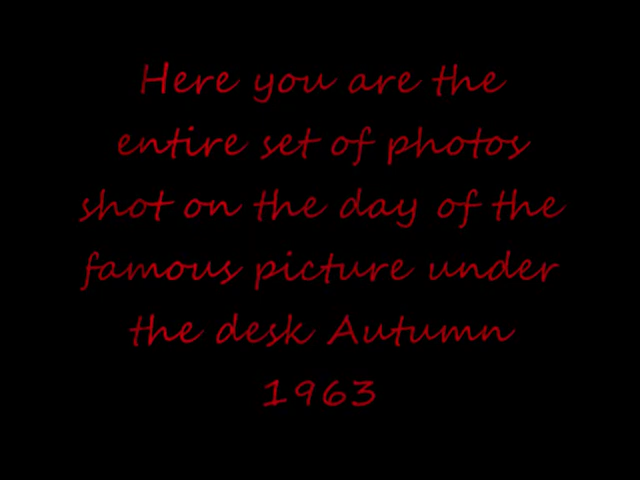 Here you are the
entire set of photos
shot on the day of the
famous picture under
the desk Autumn
1963